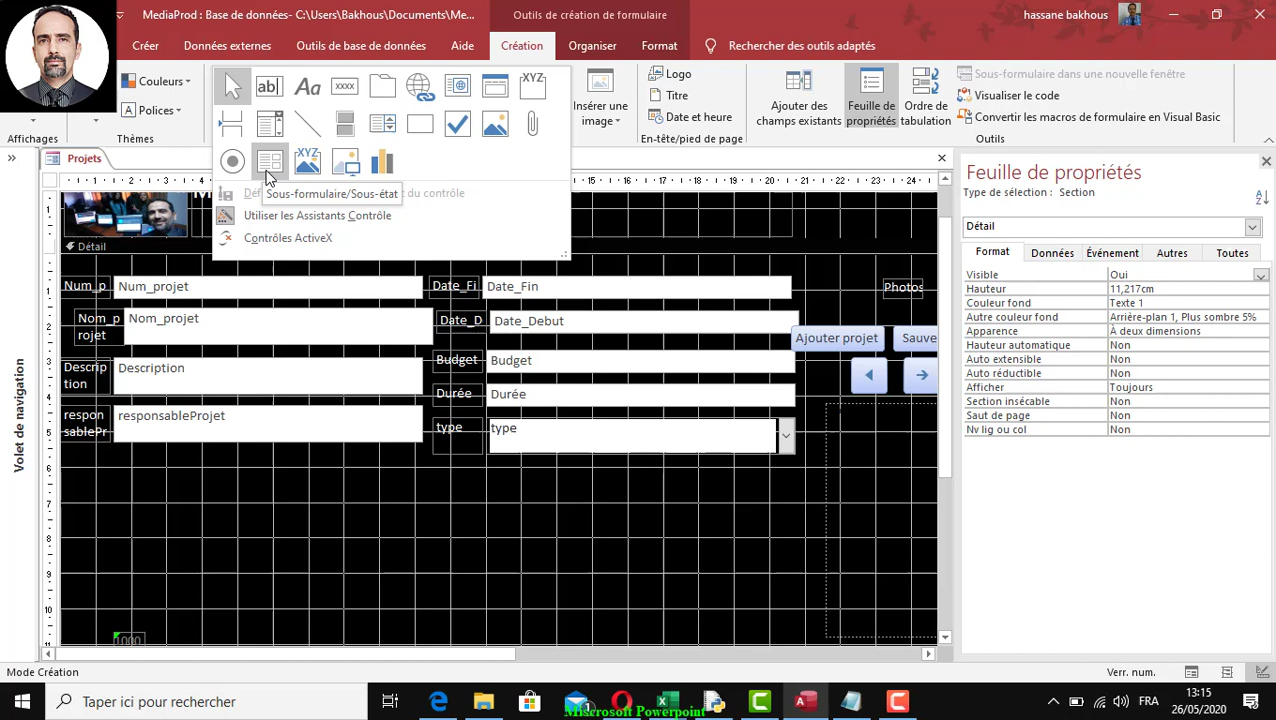 MediaProd : Base de données- C:\Users\Bakhous\Documents\Me...
Outils de création de formulaire
hassane bakhous
Créer
Données externes
Outils de base de données
Aide
Création
Organiser
Format
Rechercher des outils adaptés
Couleurs
Polices
Affichages
Thèmes
ab|
Aa
XXXX
XYZ
XYZ
Insérer une
image
Logo
Titre
Date et heure
En-tête/pied de page
Ajouter des
champs existants
Feuille de
propriétés
Ordre de
tabulation
Sous-formulaire dans une nouvelle fenêtre
Visualiser le code
Convertir les macros de formulaire en Visual Basic
Outils
Projets
Sous-formulaire/Sous-état
du contrôle
Utiliser les Assistants Contrôle
Contrôles ActiveX
Détail
Num_p
Num_projet
Date_Fi
Date_Fin
Photos
Nom_p
rojet
Nom_projet
Date_D
Date_Debut
Ajouter projet
Sauve
Descrip
tion
Description
Budget
Budget
Durée
Durée
respon
sablePr
responsableProjet
type
type
Volet de navigation
Feuille de propriétés
Type de sélection : Section
Détail
Format
Données
Événement
Autres
Toutes
Visible Oui
Hauteur 11,217cm
Couleur fond Texte 1
Autre couleur fond Arrière-plan 1, Plus sombre 5%
Apparence À deux dimensions
Hauteur automatique Non
Auto extensible Non
Auto réductible Non
Afficher Toujours
Section insécable Non
Saut de page Non
Nv lig ou col Non
Mode Création
Verr. num.
Taper ici pour rechercher
Miscrosoft Powerpoint
FRA
13:15
26/05/2020